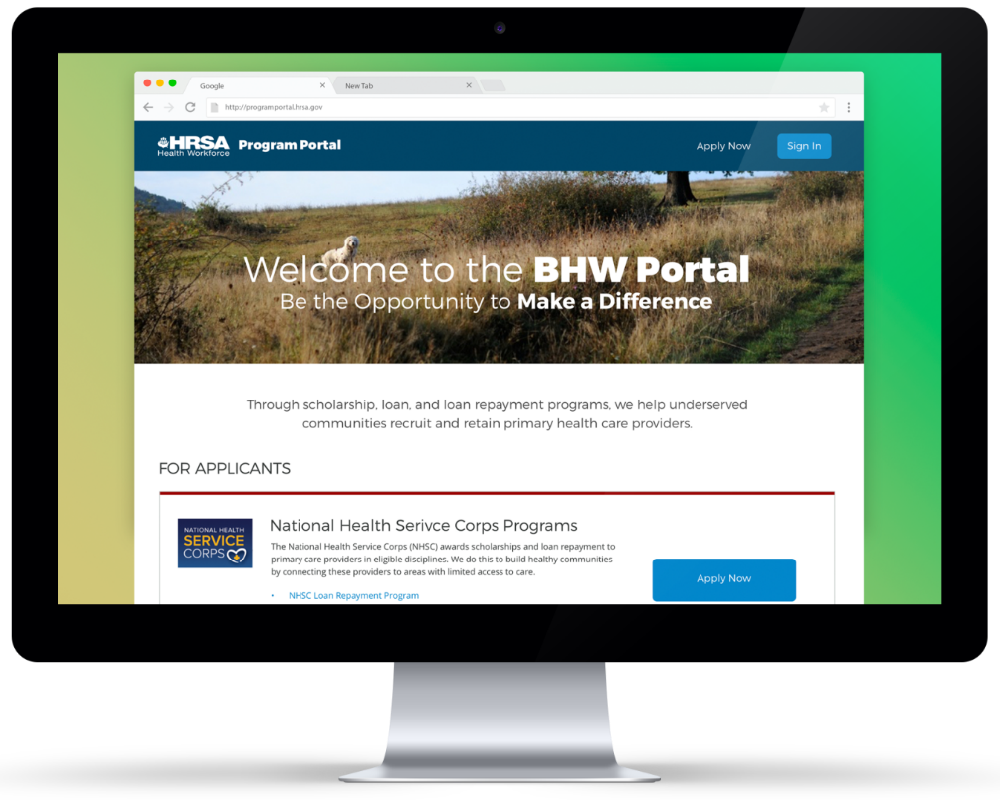 Google
New Tab
http://programportal.hrsa.gov
HRSA
Health Workforce
Program Portal
Apply Now
Sign In
Welcome to the BHW Portal
Be the Opportunity to Make a Difference
Through scholarship, loan, and loan repayment programs, we help underserved
communities recruit and retain primary health care providers.
FOR APPLICANTS
NATIONAL HEALTH
SERVICE
CORPS
National Health Serivce Corps Programs
The National Health Service Corps (NHSC) awards scholarships and loan repayment to
primary care providers in eligible disciplines. We do this to build healthy communities
by connecting these providers to areas with limited access to care.
• NHSC Loan Repayment Program
Apply Now